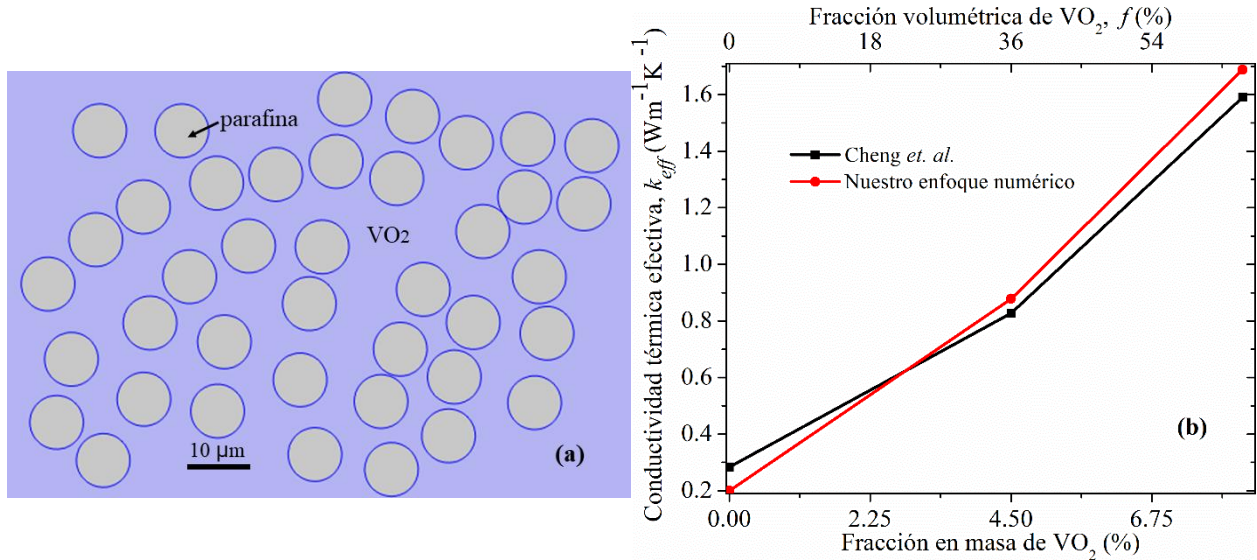 parafina
VO₂
10 µm
(a)
Fracción volumétrica de VO₂, f (%)
0 18 36 54
Conductividad térmica efectiva, k_eff (Wm⁻¹K⁻¹)
1.6
1.4
1.2
1.0
0.8
0.6
0.4
0.2
Cheng et. al.
Nuestro enfoque numérico
(b)
0.00 2.25 4.50 6.75
Fracción en masa de VO₂ (%)